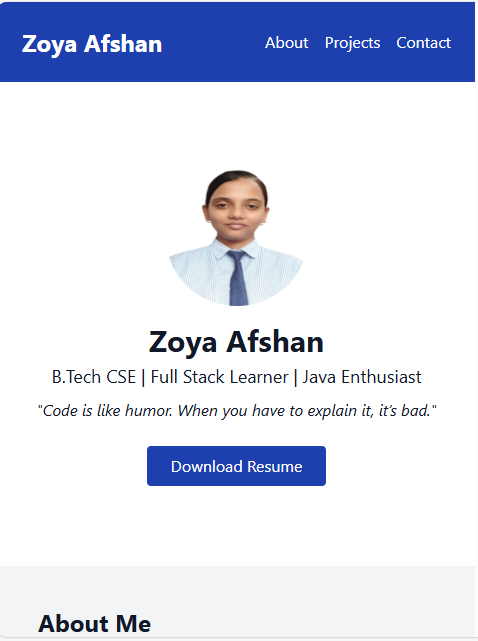 Zoya Afshan About Projects Contact
Zoya Afshan
B.Tech CSE | Full Stack Learner | Java Enthusiast
"Code is like humor. When you have to explain it, it’s bad."
Download Resume
About Me